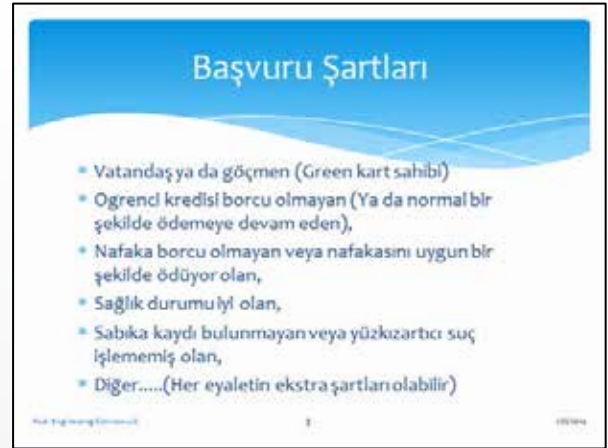 Başvuru Şartları
Vatandaş ya da göçmen (Green kart sahibi)
Ogrenci kredisi borcu olmayan (Ya da normal bir
şekilde ödemeye devam eden),
Nafaka borcu olmayan veya nafakasını uygun bir
şekilde ödüyor olan,
Sağlık durumu iyi olan,
Sabıka kaydı bulunmayan veya yüzkızartıcı suç
işlememiş olan,
Diğer.....(Her eyaletin ekstra şartları olabilir)